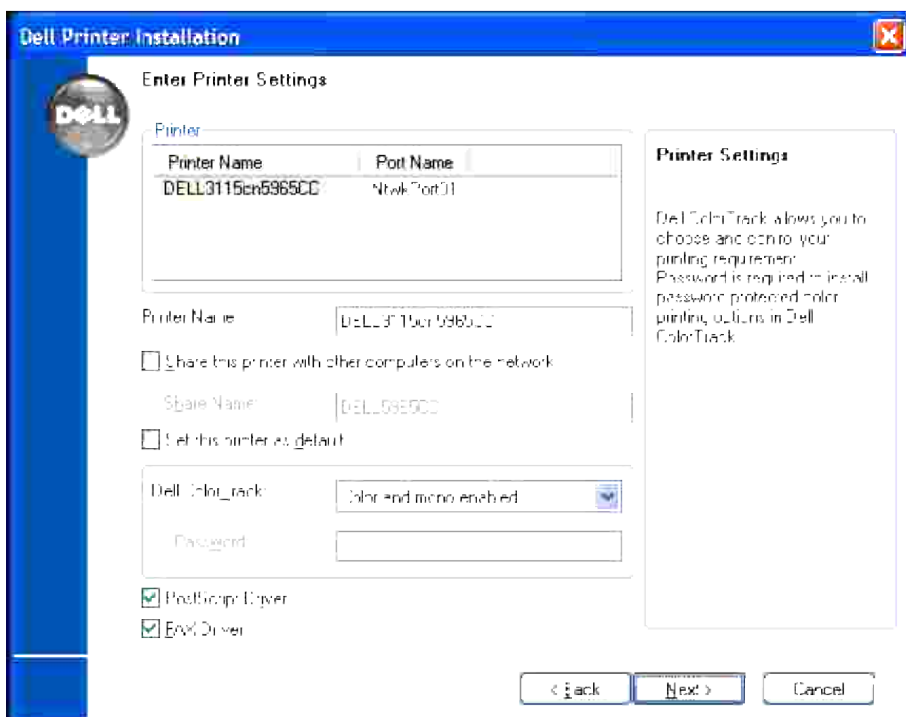 Dell Printer Installation
Enter Printer Settings
DELL
Printer
Printer Name Port Name
DELL3115cn5965CC NtwkPort01
Printer Name
DELL3115cn5965CC
Share this printer with other computers on the network
Share Name:
DELL5965CC
Set this printer as default
Dell ColorTrack:
Color and mono enabled
Password
PostScript Driver
FAX Driver
Printer Settings
Dell ColorTrack allows you to
choose and control your
printing requirement
Password is required to install
password protected color
printing options in Dell
ColorTrack
< Back
Next >
Cancel